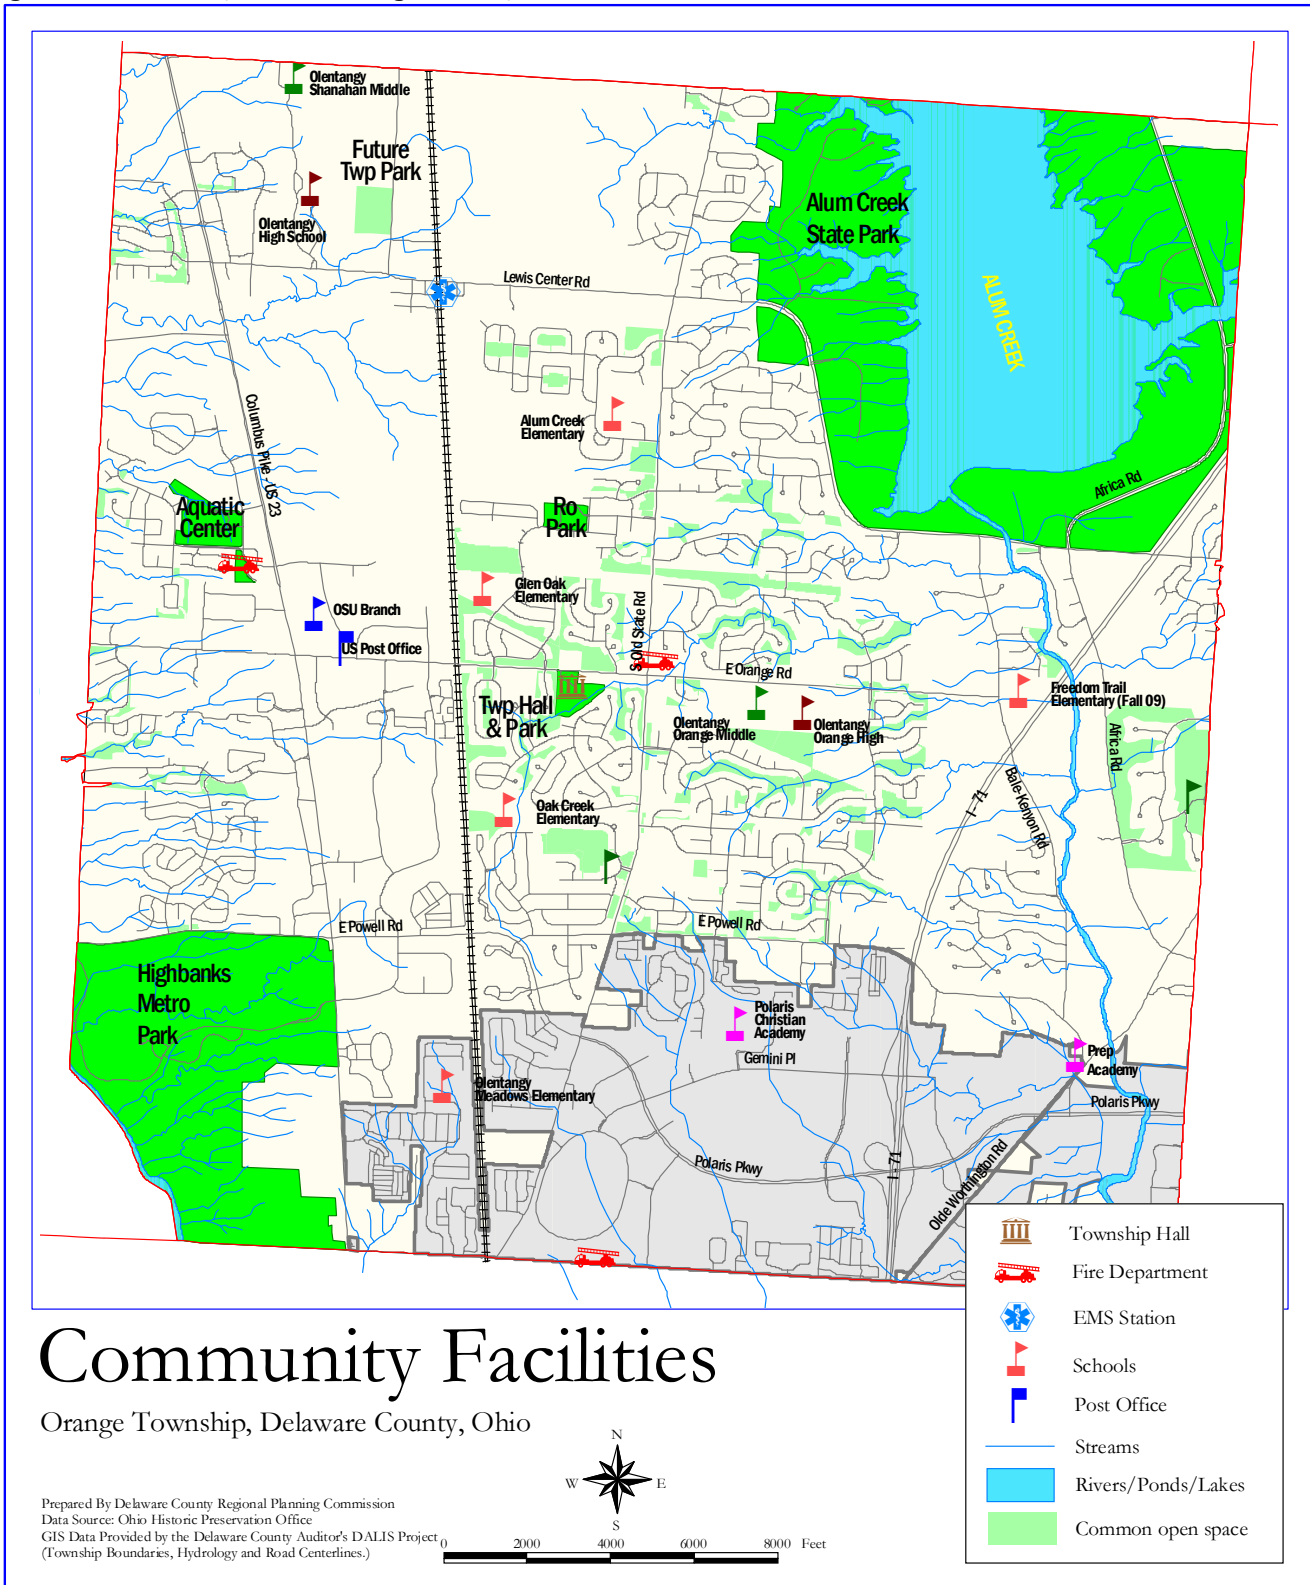 Olentangy
Shanahan Middle
Future
Twp Park
Olentangy
High School
Lewis Center Rd
Alum Creek
State Park
ALUM CREEK
Columbus Pike - US 23
Alum Creek
Elementary
Aquatic
Center
Ro
Park
Africa Rd
Glen Oak
Elementary
OSU Branch
US Post Office
S Old State Rd
E Orange Rd
Twp Hall
& Park
Olentangy
Orange Middle
Olentangy
Orange High
Freedom Trail
Elementary (Fall 09)
Africa Rd
I - 71
Bale-Kenyon Rd
Oak Creek
Elementary
E Powell Rd
E Powell Rd
Highbanks
Metro
Park
Polaris
Christian
Academy
Gemini Pl
Prep
Academy
Olentangy
Meadows Elementary
Polaris Pkwy
Polaris Pkwy
I - 71
Olde Worthington Rd
Township Hall
Fire Department
EMS Station
Schools
Post Office
Streams
Rivers/Ponds/Lakes
Common open space
Community Facilities
Orange Township, Delaware County, Ohio
N
W E
S
Prepared By Delaware County Regional Planning Commission
Data Source: Ohio Historic Preservation Office
GIS Data Provided by the Delaware County Auditor's DALIS Project
(Township Boundaries, Hydrology and Road Centerlines.)
0 2000 4000 6000 8000 Feet